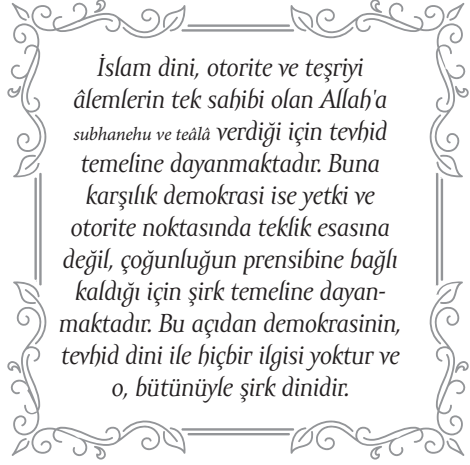 İslam dini, otorite ve teşriyi
âlemlerin tek sahibi olan Allah'a
subhanehu ve teâlâ verdiği için tevhid
temeline dayanmaktadır. Buna
karşılık demokrasi ise yetki ve
otorite noktasında teklik esasına
değil, çoğunluğun prensibine bağlı
kaldığı için şirk temeline dayan-
maktadır. Bu açıdan demokrasinin,
tevhid dini ile hiçbir ilgisi yoktur ve
o, bütünüyle şirk dinidir.